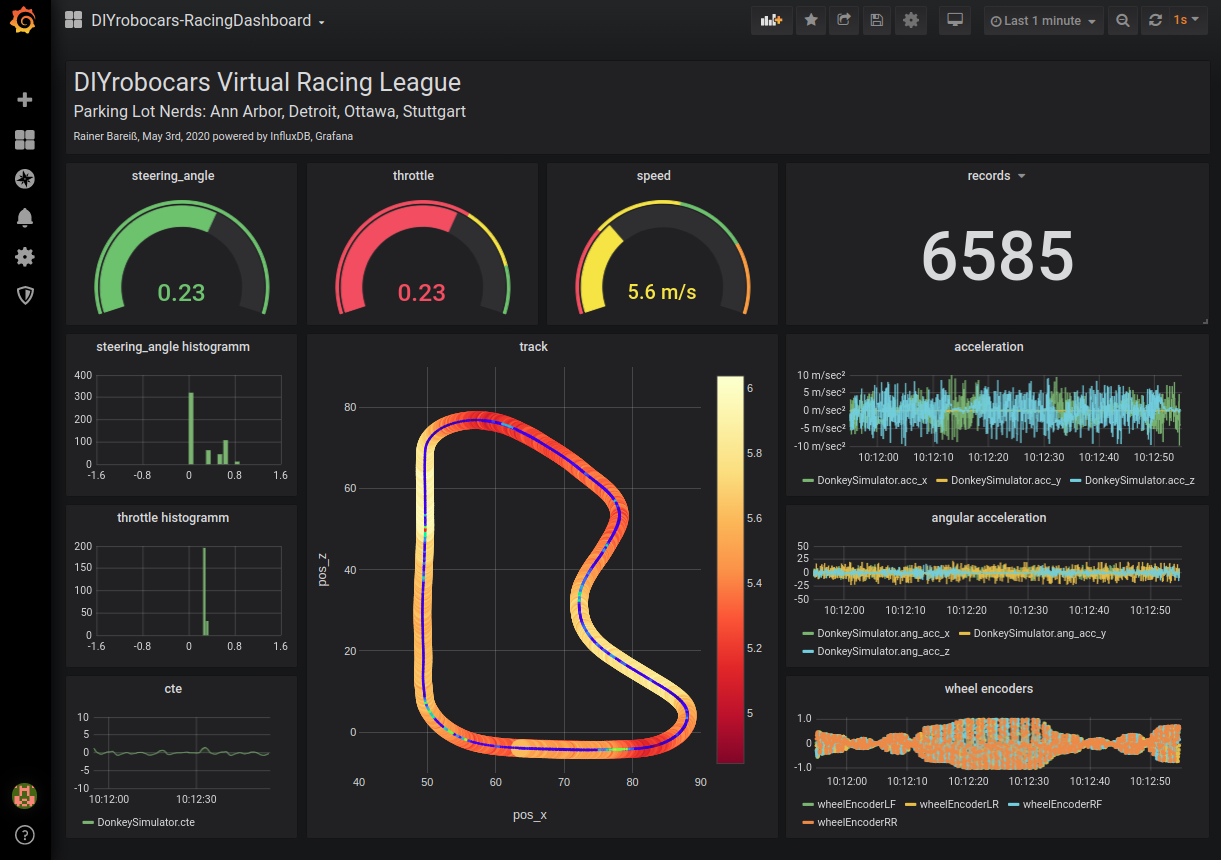 DIYrobocars-RacingDashboard
Last 1 minute
1s
DIYrobocars Virtual Racing League
Parking Lot Nerds: Ann Arbor, Detroit, Ottawa, Stuttgart
Rainer Bareiß, May 3rd, 2020 powered by InfluxDB, Grafana
steering_angle
0.23
throttle
0.23
speed
5.6 m/s
records
6585
steering_angle histogramm
400
300
200
100
0
-1.6 -0.8 0 0.8 1.6
throttle histogramm
200
150
100
50
0
-1.6 -0.8 0 0.8 1.6
cte
10
5
0
-5
-10
10:12:00 10:12:30
DonkeySimulator.cte
track
80
60
40
20
0
pos_z
40 50 60 70 80 90
pos_x
6
5.8
5.6
5.4
5.2
5
acceleration
10 m/sec²
5 m/sec²
0 m/sec²
-5 m/sec²
-10 m/sec²
10:12:00 10:12:10 10:12:20 10:12:30 10:12:40 10:12:50
DonkeySimulator.acc_x DonkeySimulator.acc_y DonkeySimulator.acc_z
angular acceleration
50
25
0
-25
-50
10:12:00 10:12:10 10:12:20 10:12:30 10:12:40 10:12:50
DonkeySimulator.ang_acc_x DonkeySimulator.ang_acc_y
DonkeySimulator.ang_acc_z
wheel encoders
1.0
0
-1.0
10:12:00 10:12:10 10:12:20 10:12:30 10:12:40 10:12:50
wheelEncoderLF wheelEncoderLR wheelEncoderRF
wheelEncoderRR